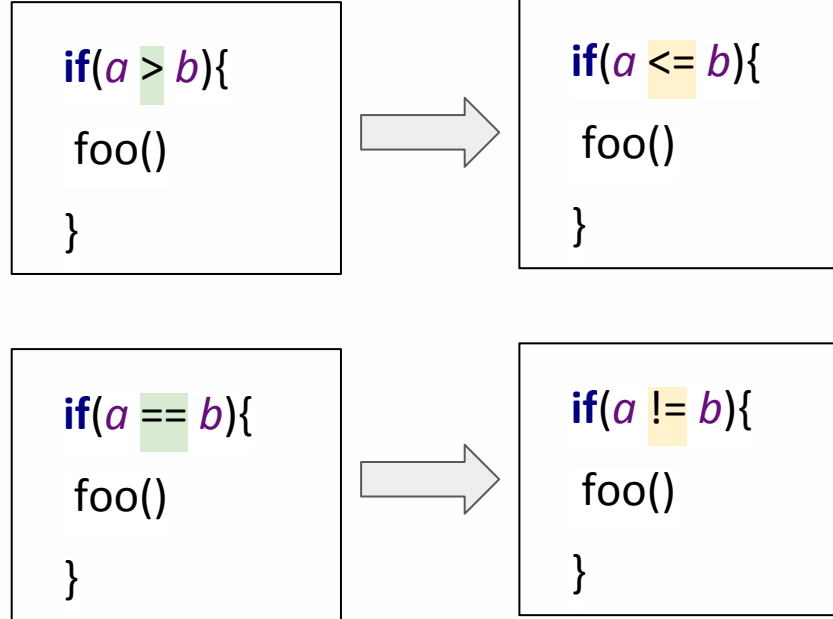 if(a > b){
foo()
}
if(a <= b){
foo()
}
if(a == b){
foo()
}
if(a != b){
foo()
}